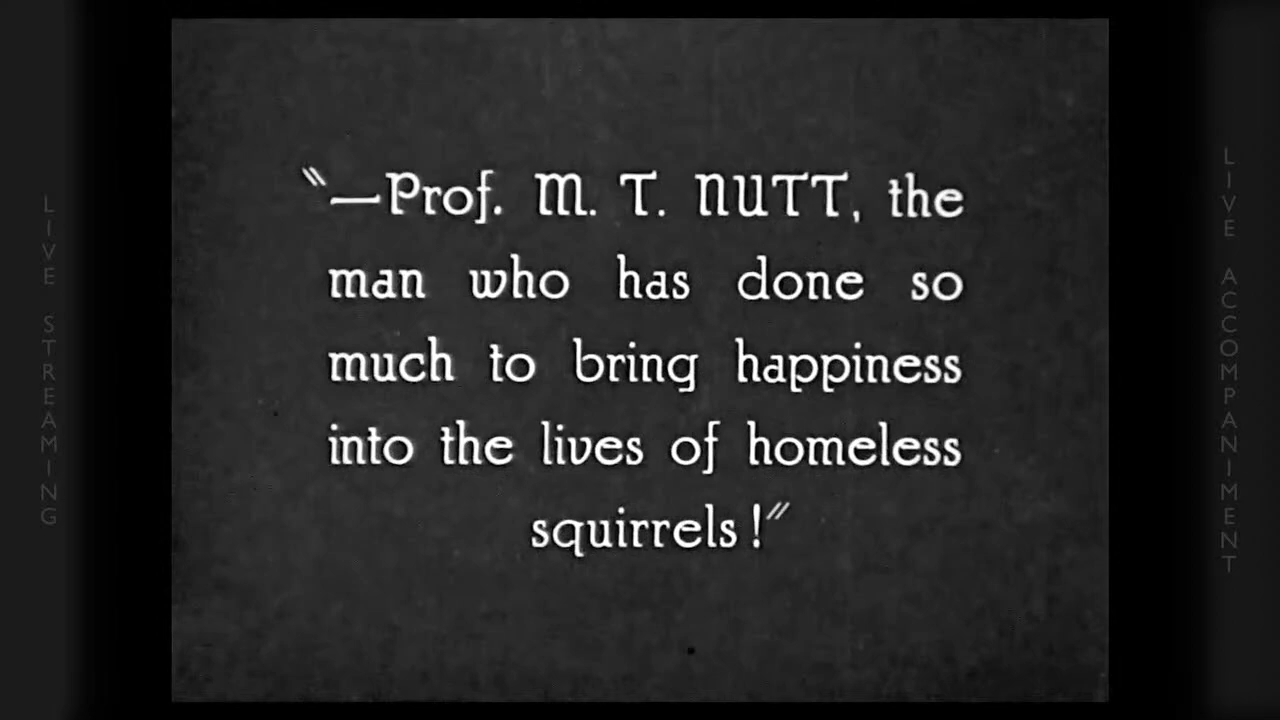 "—Prof. M. T. NUTT, the
man who has done so
much to bring happiness
into the lives of homeless
squirrels!"
LIVE STREAMING
LIVE ACCOMPANIMENT